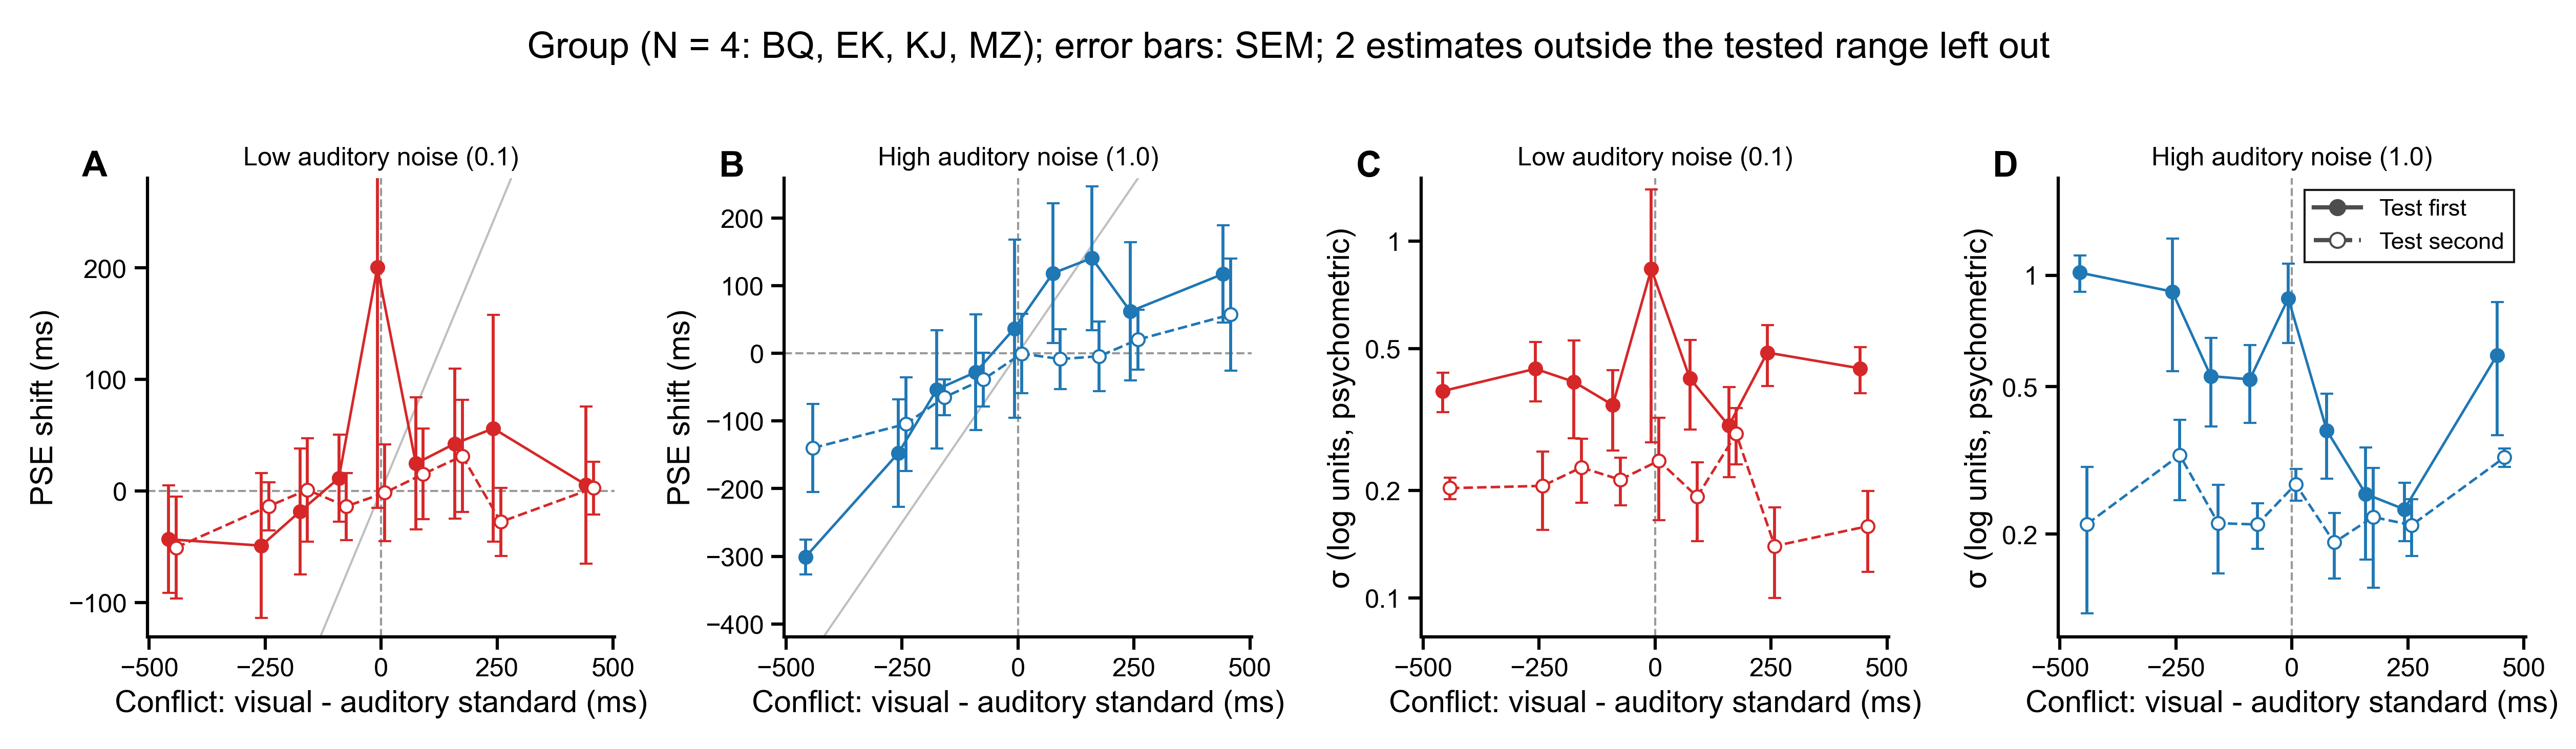 Group (N = 4: BQ, EK, KJ, MZ); error bars: SEM; 2 estimates outside the tested range left out
A
Low auditory noise (0.1)
PSE shift (ms)
200
100
0
−100
−500
−250
0
250
500
Conflict: visual - auditory standard (ms)
B
High auditory noise (1.0)
PSE shift (ms)
200
100
0
−100
−200
−300
−400
−500
−250
0
250
500
Conflict: visual - auditory standard (ms)
C
Low auditory noise (0.1)
σ (log units, psychometric)
1
0.5
0.2
0.1
−500
−250
0
250
500
Conflict: visual - auditory standard (ms)
D
High auditory noise (1.0)
σ (log units, psychometric)
1
0.5
0.2
−500
−250
0
250
500
Conflict: visual - auditory standard (ms)
Test first
Test second